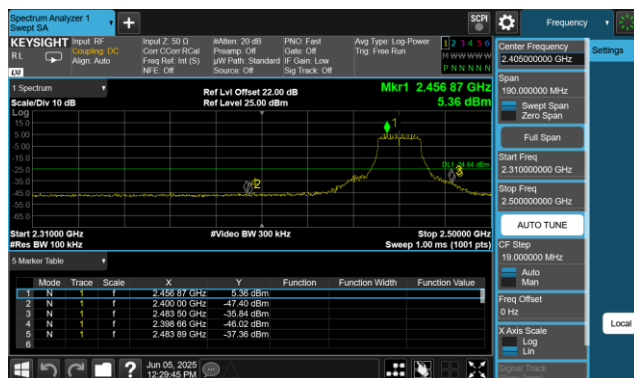 Spectrum Analyzer 1
Swept SA
SCPI
Frequency
KEYSIGHT
RL
LXI
Input: RF
Coupling: DC
Align: Auto
Input Z: 50 Ω
Corr CCorr RCal
Freq Ref: Int (S)
NFE: Off
#Atten: 20 dB
Preamp: Off
µW Path: Standard
Source: Off
PNO: Fast
Gate: Off
IF Gain: Low
Sig Track: Off
Avg Type: Log-Power
Trig: Free Run
1 2 3 4 5 6
M W W W W W
P N N N N N
1 Spectrum
Scale/Div 10 dB
Ref Lvl Offset 22.00 dB
Ref Level 25.00 dBm
Mkr1 2.456 87 GHz
5.36 dBm
Log
15.0
5.00
-5.00
-15.0
-25.0
-35.0
-45.0
-55.0
-65.0
1
2
3
DL1 -24.64 dBm
Start 2.31000 GHz
#Res BW 100 kHz
#Video BW 300 kHz
Stop 2.50000 GHz
Sweep 1.00 ms (1001 pts)
5 Marker Table
Mode Trace Scale X Y Function Function Width Function Value
1 N 1 f 2.456 87 GHz 5.36 dBm
2 N 1 f 2.400 00 GHz -47.40 dBm
3 N 1 f 2.483 50 GHz -35.84 dBm
4 N 1 f 2.398 66 GHz -46.02 dBm
5 N 1 f 2.483 89 GHz -37.36 dBm
6
Jun 05, 2025
12:29:45 PM
Center Frequency
2.405000000 GHz
Settings
Span
190.000000 MHz
Swept Span
Zero Span
Full Span
Start Freq
2.310000000 GHz
Stop Freq
2.500000000 GHz
AUTO TUNE
CF Step
19.000000 MHz
Auto
Man
Freq Offset
0 Hz
Local
X Axis Scale
Log
Lin
Signal Track